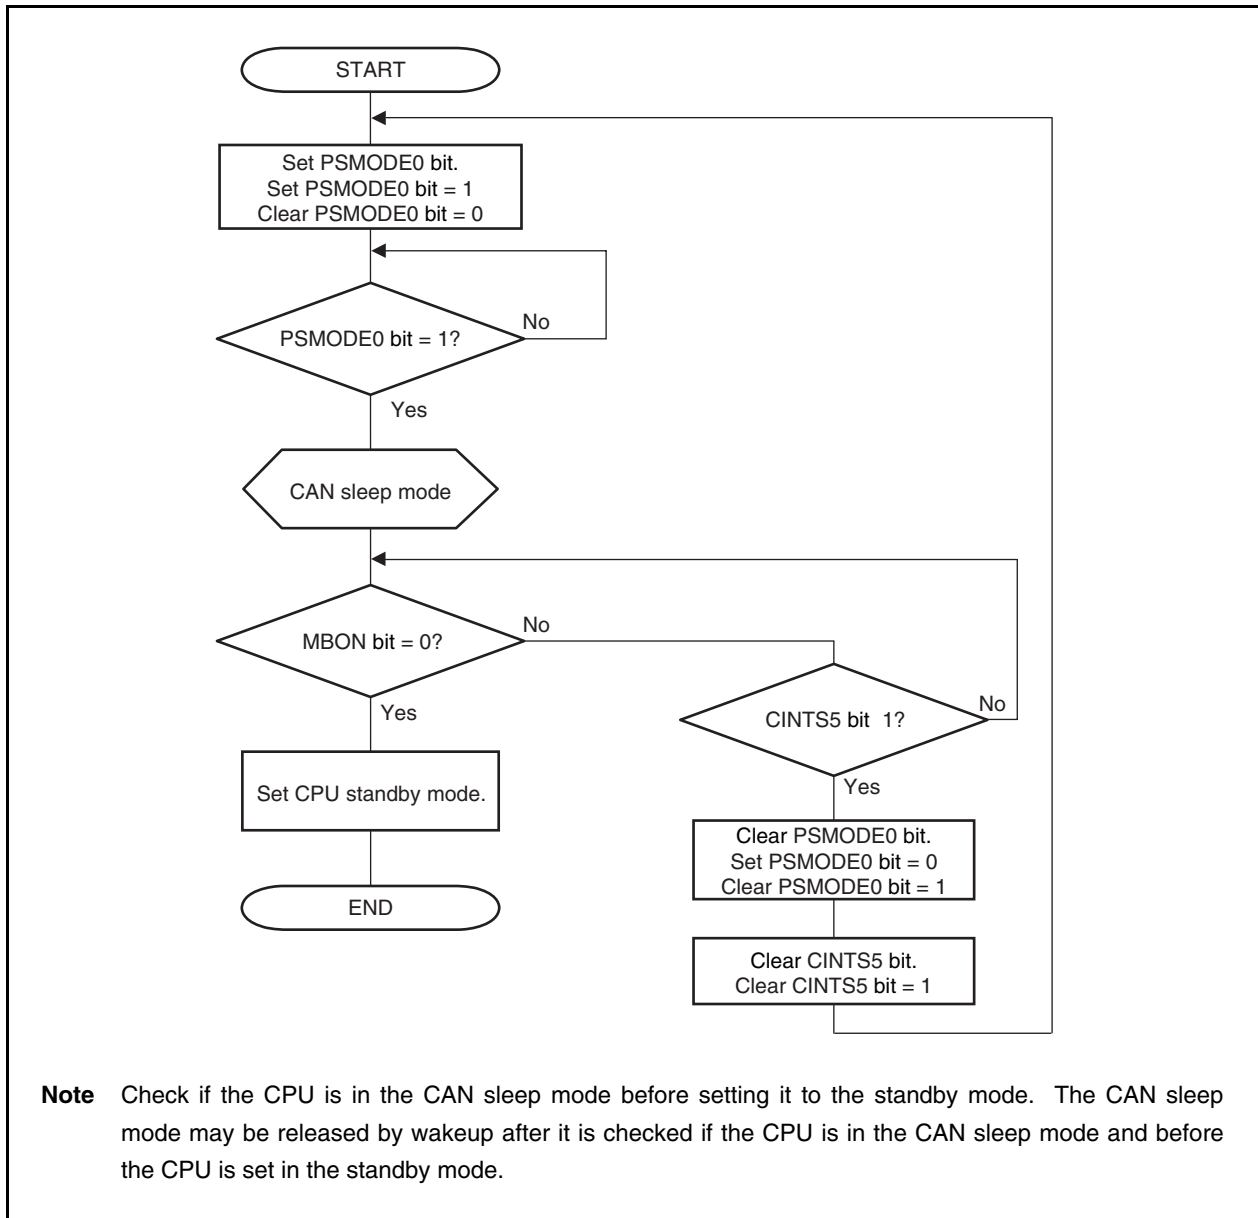 START
Set PSMODE0 bit.
Set PSMODE0 bit = 1
Clear PSMODE0 bit = 0
PSMODE0 bit = 1?
No
Yes
CAN sleep mode
MBON bit = 0?
No
Yes
CINTS5 bit  1?
No
Yes
Set CPU standby mode.
Clear PSMODE0 bit.
Set PSMODE0 bit = 0
Clear PSMODE0 bit = 1
END
Clear CINTS5 bit.
Clear CINTS5 bit = 1
Note Check if the CPU is in the CAN sleep mode before setting it to the standby mode. The CAN sleep
mode may be released by wakeup after it is checked if the CPU is in the CAN sleep mode and before
the CPU is set in the standby mode.